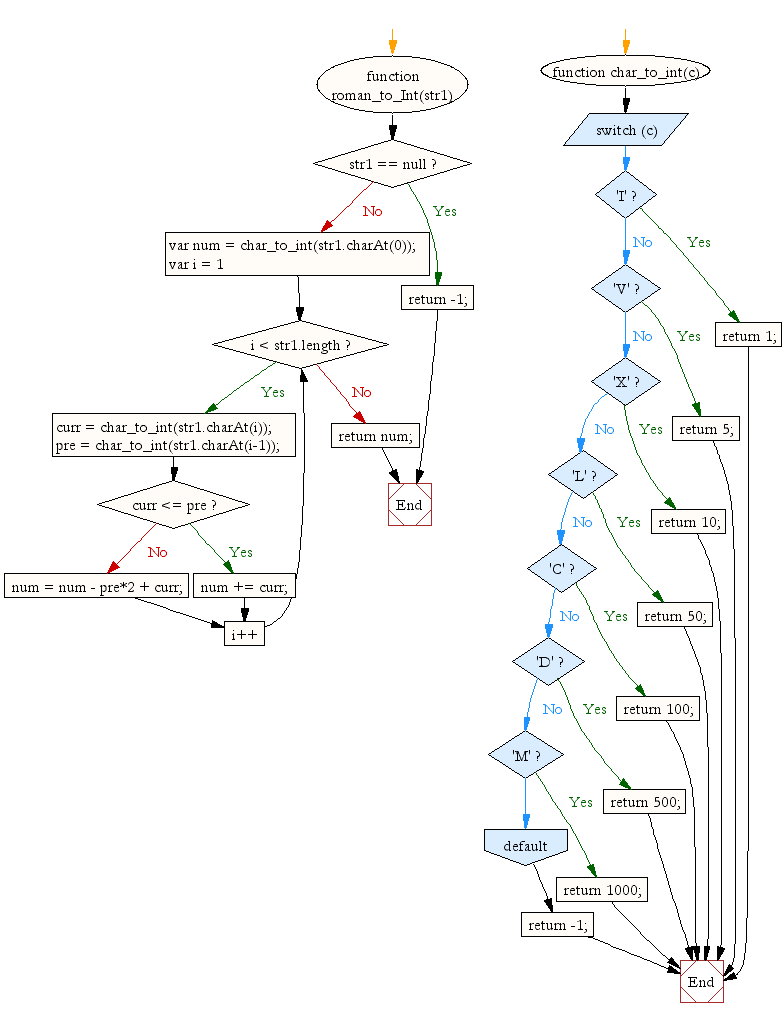 function
roman_to_Int(str1)
str1 == null ?
No
Yes
var num = char_to_int(str1.charAt(0));
var i = 1
return -1;
i < str1.length ?
Yes
No
curr = char_to_int(str1.charAt(i));
pre = char_to_int(str1.charAt(i-1));
return num;
curr <= pre ?
End
No
Yes
num = num - pre*2 + curr;
num += curr;
i++
function char_to_int(c)
switch (c)
'I' ?
No
Yes
'V' ?
return 1;
No
Yes
'X' ?
return 5;
No
Yes
'L' ?
return 10;
No
Yes
'C' ?
return 50;
No
Yes
'D' ?
return 100;
No
Yes
'M' ?
return 500;
Yes
default
return 1000;
return -1;
End